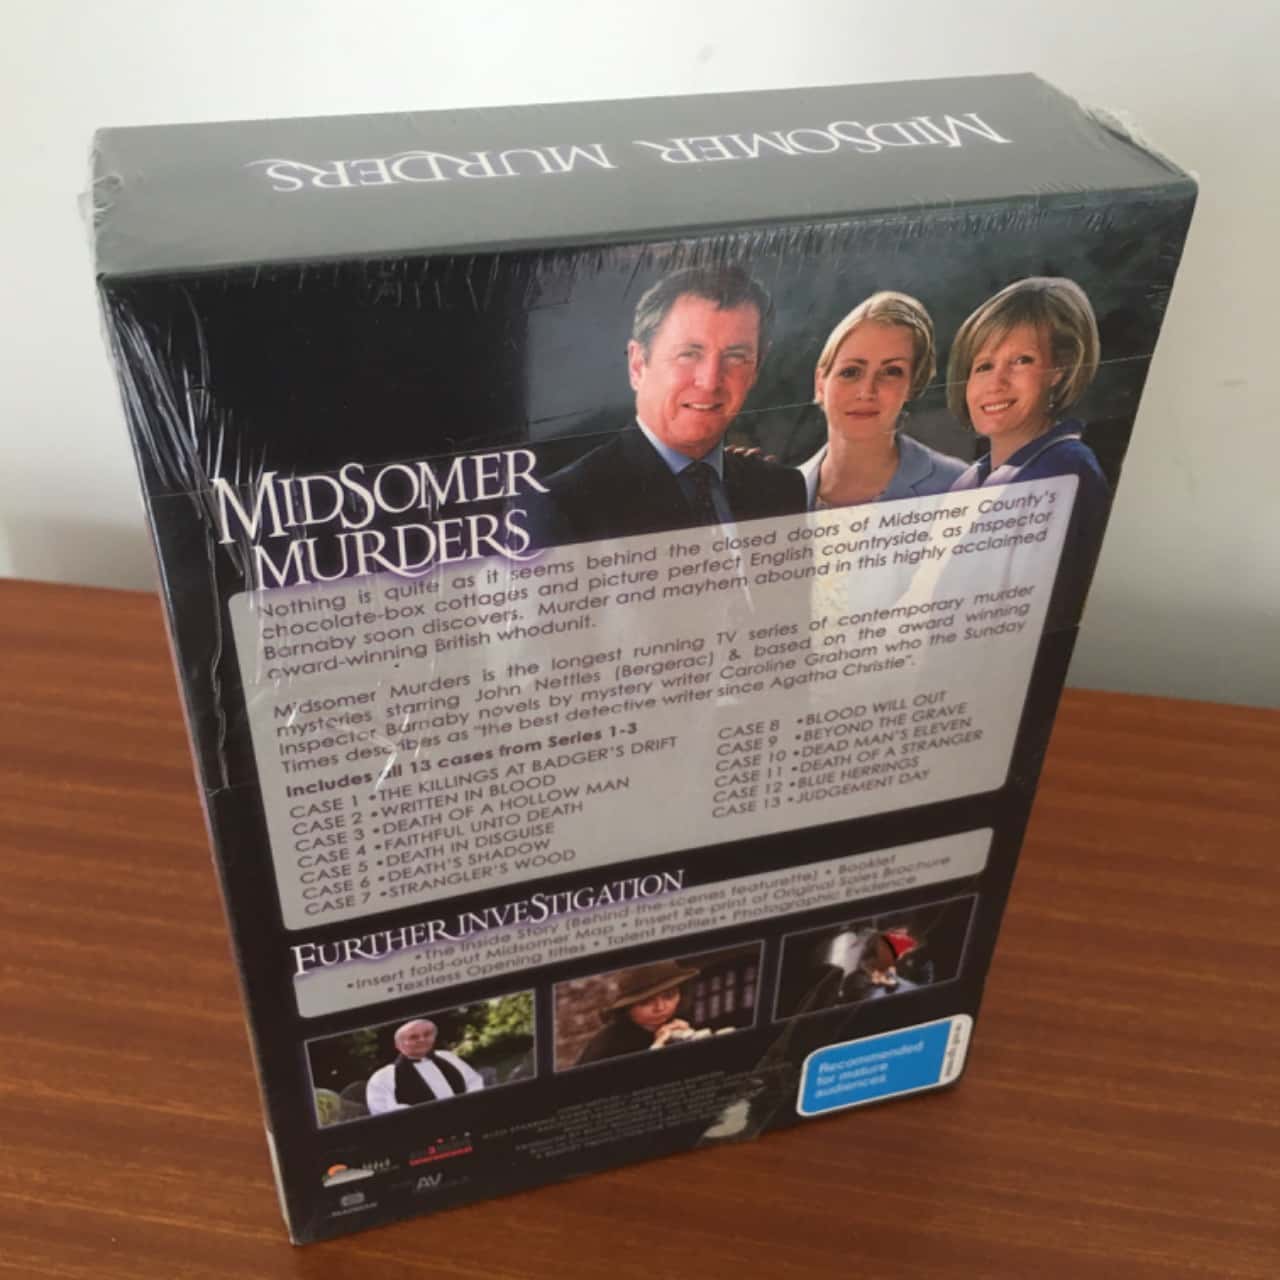 MIDSOMER MURDERS
MIDSOMER
MURDERS
Nothing is quite as it seems behind the closed doors of Midsomer County's
chocolate-box cottages and picture perfect English countryside, as Inspector
Barnaby soon discovers. Murder and mayhem abound in this highly acclaimed
award-winning British whodunit.
Midsomer Murders is the longest running TV series of contemporary murder
mysteries starring John Nettles (Bergerac) & based on the award winning
Inspector Barnaby novels by mystery writer Caroline Graham who the Sunday
Times describes as "the best detective writer since Agatha Christie".
Includes all 13 cases from Series 1-3
CASE 1 •THE KILLINGS AT BADGER'S DRIFT
CASE 2 •WRITTEN IN BLOOD
CASE 3 •DEATH OF A HOLLOW MAN
CASE 4 •FAITHFUL UNTO DEATH
CASE 5 •DEATH IN DISGUISE
CASE 6 •DEATH'S SHADOW
CASE 7 •STRANGLER'S WOOD
CASE 8 •BLOOD WILL OUT
CASE 9 •BEYOND THE GRAVE
CASE 10 •DEAD MAN'S ELEVEN
CASE 11 •DEATH OF A STRANGER
CASE 12 •BLUE HERRINGS
CASE 13 •JUDGEMENT DAY
FURTHER INVESTIGATION
•The Inside Story (Behind-the-scenes featurette) • Booklet
•Insert fold-out Midsomer Map • Insert Re-print of Original Sales Brochure
•Textless Opening titles • Talent Profiles• Photographic Evidence
Recommended
for mature
audiences
international
AV